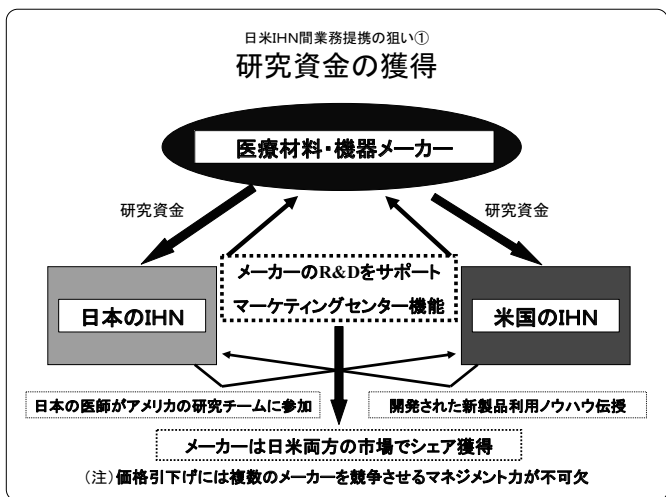 日米IHN間業務提携の狙い①
研究資金の獲得
医療材料・機器メーカー
研究資金
研究資金
メーカーのR&Dをサポート
マーケティングセンター機能
日本のIHN
米国のIHN
日本の医師がアメリカの研究チームに参加
開発された新製品利用ノウハウ伝授
メーカーは日米両方の市場でシェア獲得
(注)価格引下げには複数のメーカーを競争させるマネジメント力が不可欠